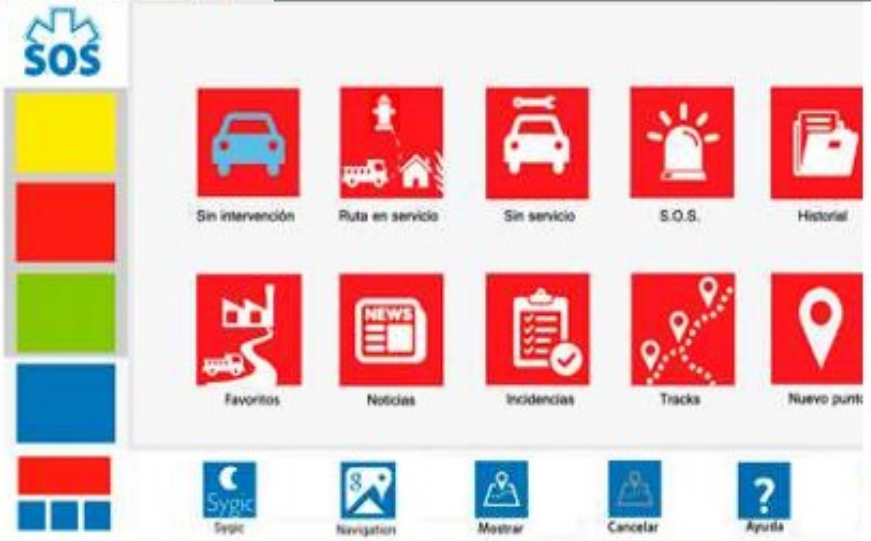 SOS
Sin intervención
Ruta en servicio
Sin servicio
S.O.S.
Historial
NEWS
Favoritos
Noticias
Incidencias
Tracks
Nuevo punto
8
Sygic
?
Sygic
Navigation
Mostrar
Cancelar
Ayuda